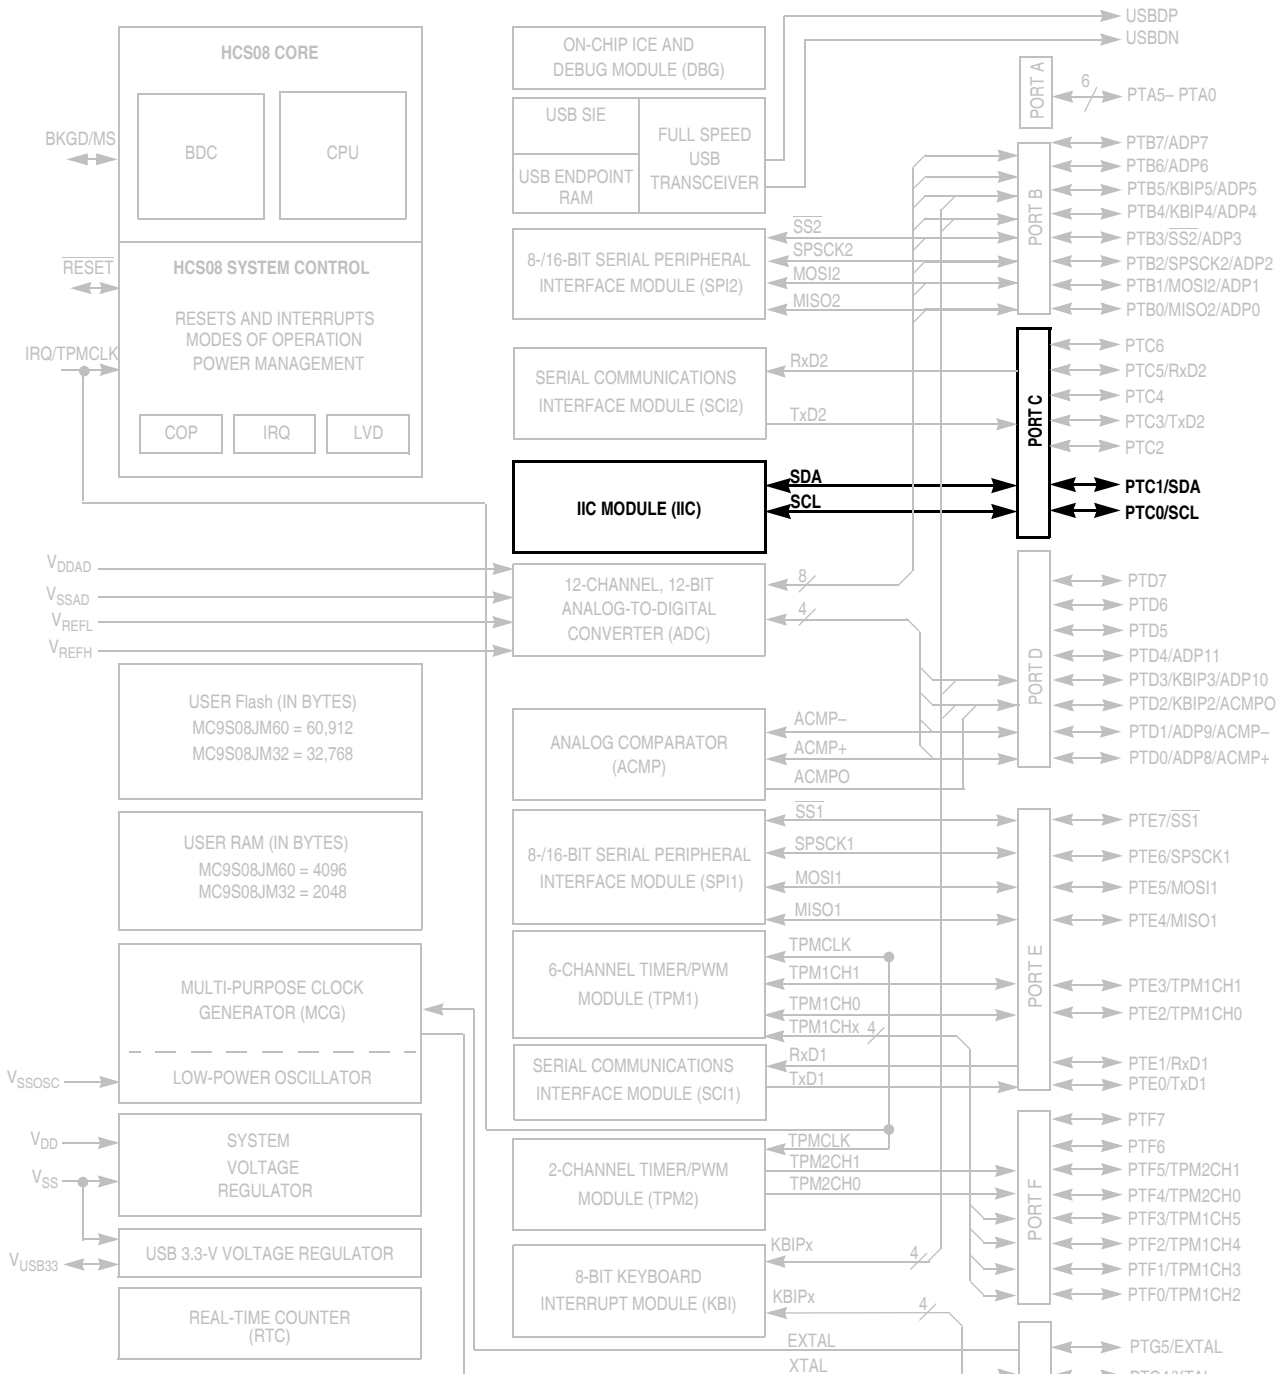 HCS08 CORE
BDC
CPU
BKGD/MS
HCS08 SYSTEM CONTROL
RESET
RESETS AND INTERRUPTS
MODES OF OPERATION
POWER MANAGEMENT
IRQ/TPMCLK
COP
IRQ
LVD
VDDAD
VSSAD
VREFL
VREFH
USER Flash (IN BYTES)
MC9S08JM60 = 60,912
MC9S08JM32 = 32,768
USER RAM (IN BYTES)
MC9S08JM60 = 4096
MC9S08JM32 = 2048
MULTI-PURPOSE CLOCK
GENERATOR (MCG)
LOW-POWER OSCILLATOR
VSSOSC
VDD
VSS
SYSTEM
VOLTAGE
REGULATOR
USB 3.3-V VOLTAGE REGULATOR
VUSB33
REAL-TIME COUNTER
(RTC)
ON-CHIP ICE AND
DEBUG MODULE (DBG)
USB SIE
USB ENDPOINT
RAM
FULL SPEED
USB
TRANSCEIVER
8-/16-BIT SERIAL PERIPHERAL
INTERFACE MODULE (SPI2)
SS2
SPSCK2
MOSI2
MISO2
SERIAL COMMUNICATIONS
INTERFACE MODULE (SCI2)
RxD2
TxD2
IIC MODULE (IIC)
SDA
SCL
12-CHANNEL, 12-BIT
ANALOG-TO-DIGITAL
CONVERTER (ADC)
8
4
ANALOG COMPARATOR
(ACMP)
ACMP–
ACMP+
ACMPO
8-/16-BIT SERIAL PERIPHERAL
INTERFACE MODULE (SPI1)
SS1
SPSCK1
MOSI1
MISO1
6-CHANNEL TIMER/PWM
MODULE (TPM1)
TPMCLK
TPM1CH1
TPM1CH0
TPM1CHx 4
SERIAL COMMUNICATIONS
INTERFACE MODULE (SCI1)
RxD1
TxD1
2-CHANNEL TIMER/PWM
MODULE (TPM2)
TPMCLK
TPM2CH1
TPM2CH0
8-BIT KEYBOARD
INTERRUPT MODULE (KBI)
KBIPx
4
KBIPx
4
EXTAL
XTAL
USBDP
USBDN
PORT A
6
PTA5– PTA0
PORT B
PTB7/ADP7
PTB6/ADP6
PTB5/KBIP5/ADP5
PTB4/KBIP4/ADP4
PTB3/SS2/ADP3
PTB2/SPSCK2/ADP2
PTB1/MOSI2/ADP1
PTB0/MISO2/ADP0
PORT C
PTC6
PTC5/RxD2
PTC4
PTC3/TxD2
PTC2
PTC1/SDA
PTC0/SCL
PORT D
PTD7
PTD6
PTD5
PTD4/ADP11
PTD3/KBIP3/ADP10
PTD2/KBIP2/ACMPO
PTD1/ADP9/ACMP–
PTD0/ADP8/ACMP+
PORT E
PTE7/SS1
PTE6/SPSCK1
PTE5/MOSI1
PTE4/MISO1
PTE3/TPM1CH1
PTE2/TPM1CH0
PTE1/RxD1
PTE0/TxD1
PORT F
PTF7
PTF6
PTF5/TPM2CH1
PTF4/TPM2CH0
PTF3/TPM1CH5
PTF2/TPM1CH4
PTF1/TPM1CH3
PTF0/TPM1CH2
PTG5/EXTAL
PTG4/XTAL